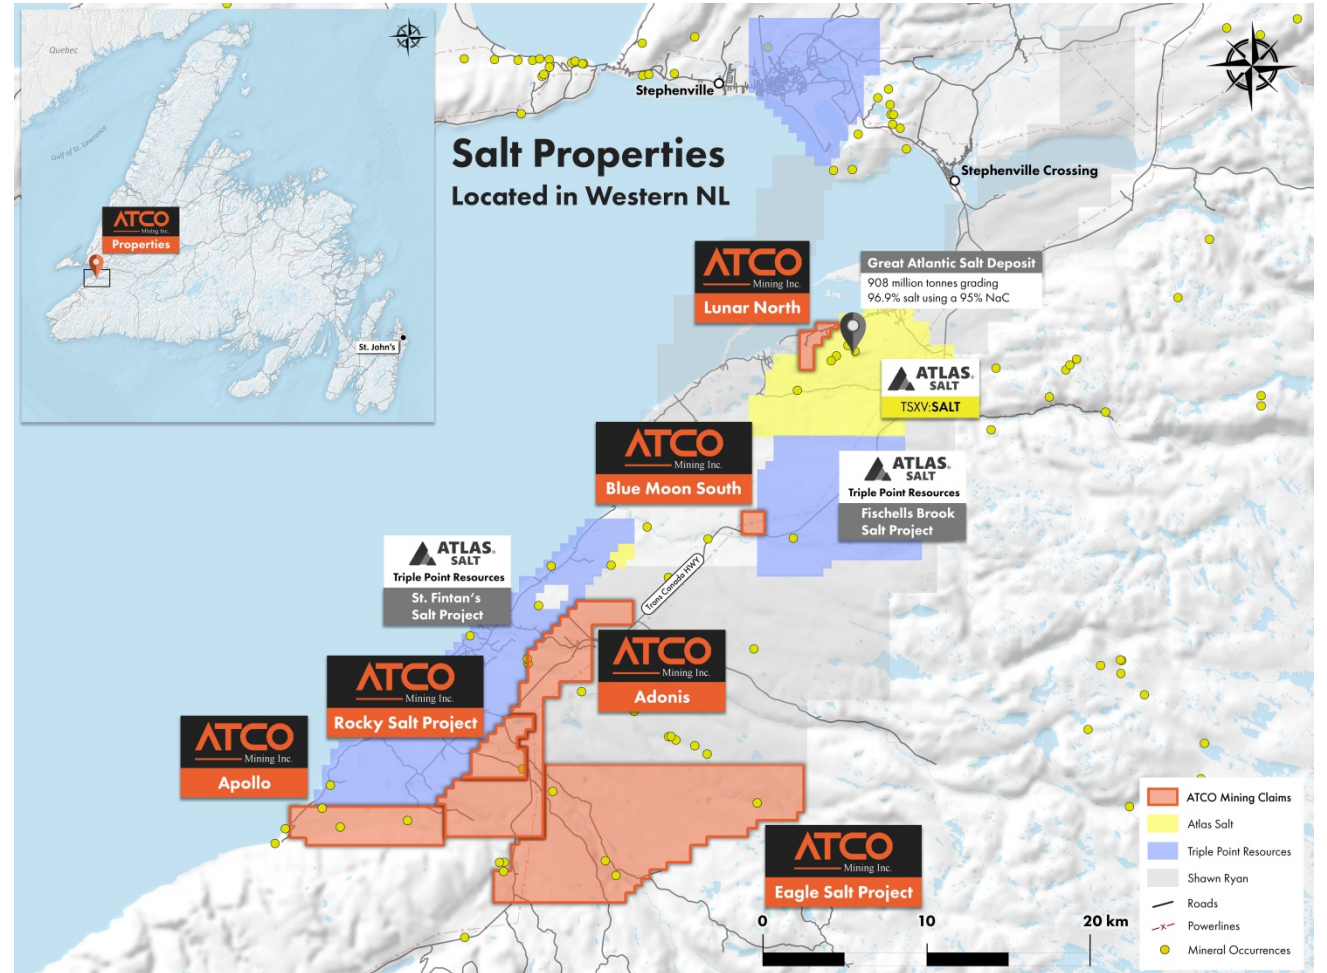 Quebec
Gulf of St. Lawrence
ATCO
Mining Inc.
Properties
St. John's
Salt Properties
Located in Western NL
Stephenville
Stephenville Crossing
ATCO
Mining Inc.
Lunar North
Great Atlantic Salt Deposit
908 million tonnes grading
96.9% salt using a 95% NaC
ATLAS
SALT
TSXV:SALT
ATCO
Mining Inc.
Blue Moon South
ATLAS
SALT
Triple Point Resources
Fischells Brook
Salt Project
ATLAS
SALT
Triple Point Resources
St. Fintan's
Salt Project
Trans Canada HWY
ATCO
Mining Inc.
Adonis
ATCO
Mining Inc.
Rocky Salt Project
ATCO
Mining Inc.
Apollo
ATCO
Mining Inc.
Eagle Salt Project
ATCO Mining Claims
Atlas Salt
Triple Point Resources
Shawn Ryan
Roads
Powerlines
Mineral Occurrences
0 10 20 km